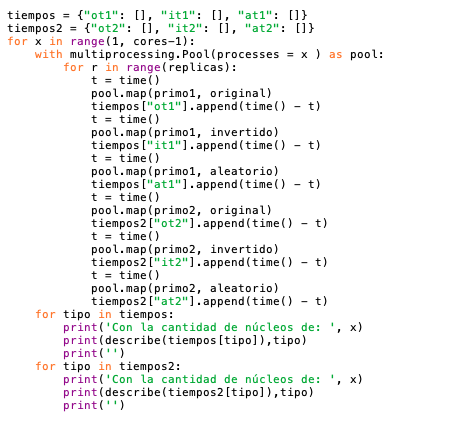 tiempos = {"ot1": [], "it1": [], "at1": []}
tiempos2 = {"ot2": [], "it2": [], "at2": []}
for x in range(1, cores-1):
    with multiprocessing.Pool(processes = x ) as pool:
        for r in range(replicas):
            t = time()
            pool.map(primo1, original)
            tiempos["ot1"].append(time() - t)
            t = time()
            pool.map(primo1, invertido)
            tiempos["it1"].append(time() - t)
            t = time()
            pool.map(primo1, aleatorio)
            tiempos["at1"].append(time() - t)
            t = time()
            pool.map(primo2, original)
            tiempos2["ot2"].append(time() - t)
            t = time()
            pool.map(primo2, invertido)
            tiempos2["it2"].append(time() - t)
            t = time()
            pool.map(primo2, aleatorio)
            tiempos2["at2"].append(time() - t)
    for tipo in tiempos:
        print('Con la cantidad de núcleos de: ', x)
        print(describe(tiempos[tipo]),tipo)
        print('')
    for tipo in tiempos2:
        print('Con la cantidad de núcleos de: ', x)
        print(describe(tiempos2[tipo]),tipo)
        print('')